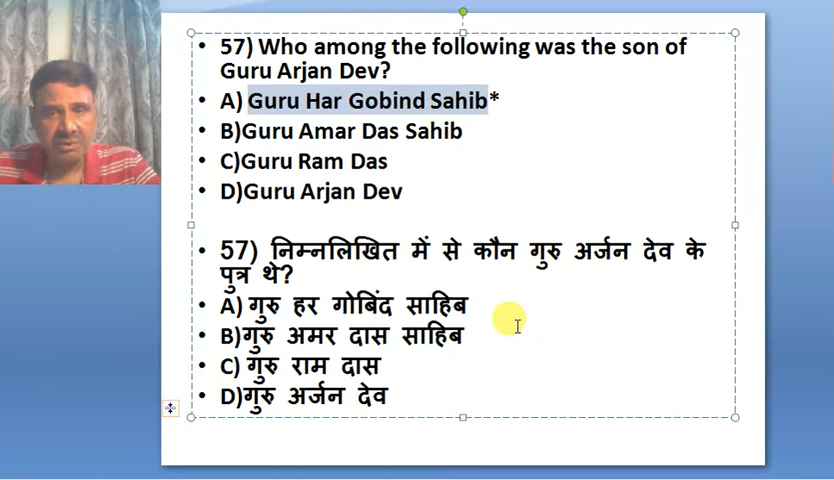 57) Who among the following was the son of
Guru Arjan Dev?
A) Guru Har Gobind Sahib*
B)Guru Amar Das Sahib
C)Guru Ram Das
D)Guru Arjan Dev
57) निम्नलिखित में से कौन गुरु अर्जन देव के
पुत्र थे?
A) गुरु हर गोबिंद साहिब
B)गुरु अमर दास साहिब
C) गुरु राम दास
D)गुरु अर्जन देव